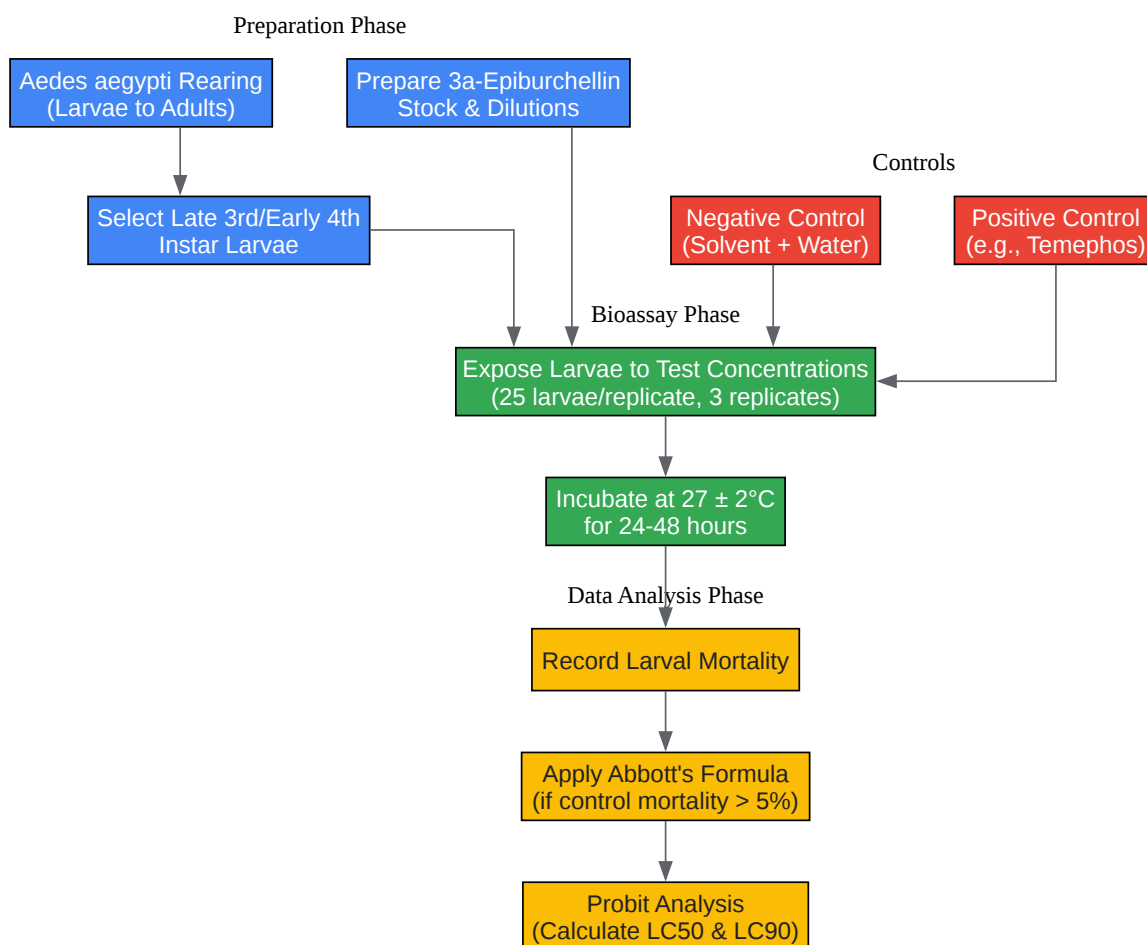 Preparation Phase
Aedes aegypti Rearing
(Larvae to Adults)
Prepare 3a-Epiburchellin
Stock & Dilutions
Controls
Select Late 3rd/Early 4th
Instar Larvae
Negative Control
(Solvent + Water)
Positive Control
(e.g., Temephos)
Bioassay Phase
Expose Larvae to Test Concentrations
(25 larvae/replicate, 3 replicates)
Incubate at 27 ± 2°C
for 24-48 hours
Data Analysis Phase
Record Larval Mortality
Apply Abbott's Formula
(if control mortality > 5%)
Probit Analysis
(Calculate LC50 & LC90)